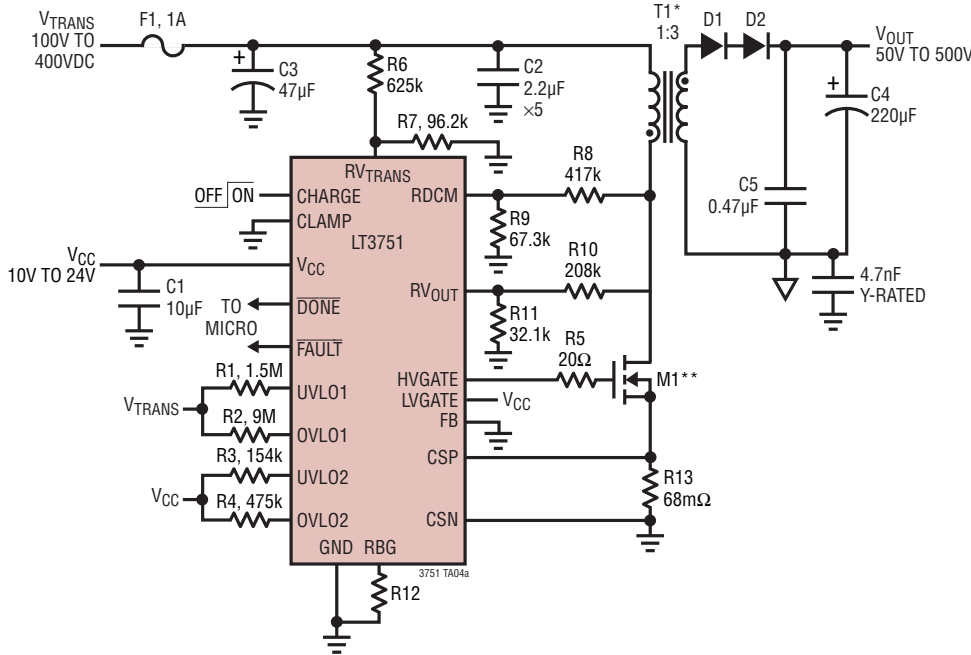 VTRANS
100V TO
400VDC
F1, 1A
+
C3
47µF
R6
625k
C2
2.2µF
×5
T1*
1:3
D1
D2
VOUT
50V TO 500V
+
C4
220µF
C5
0.47µF
4.7nF
Y-RATED
R7, 96.2k
OFF ON
VCC
10V TO 24V
C1
10µF
TO
MICRO
R1, 1.5M
VTRANS
R2, 9M
R3, 154k
VCC
R4, 475k
RVTRANS
CHARGE
CLAMP
LT3751
VCC
DONE
FAULT
UVLO1
OVLO1
UVLO2
OVLO2
GND
RBG
RDCM
RVOUT
HVGATE
LVGATE
FB
CSP
CSN
R8
417k
R9
67.3k
R10
208k
R11
32.1k
R5
20Ω
M1**
VCC
R13
68mΩ
R12
3751 TA04a